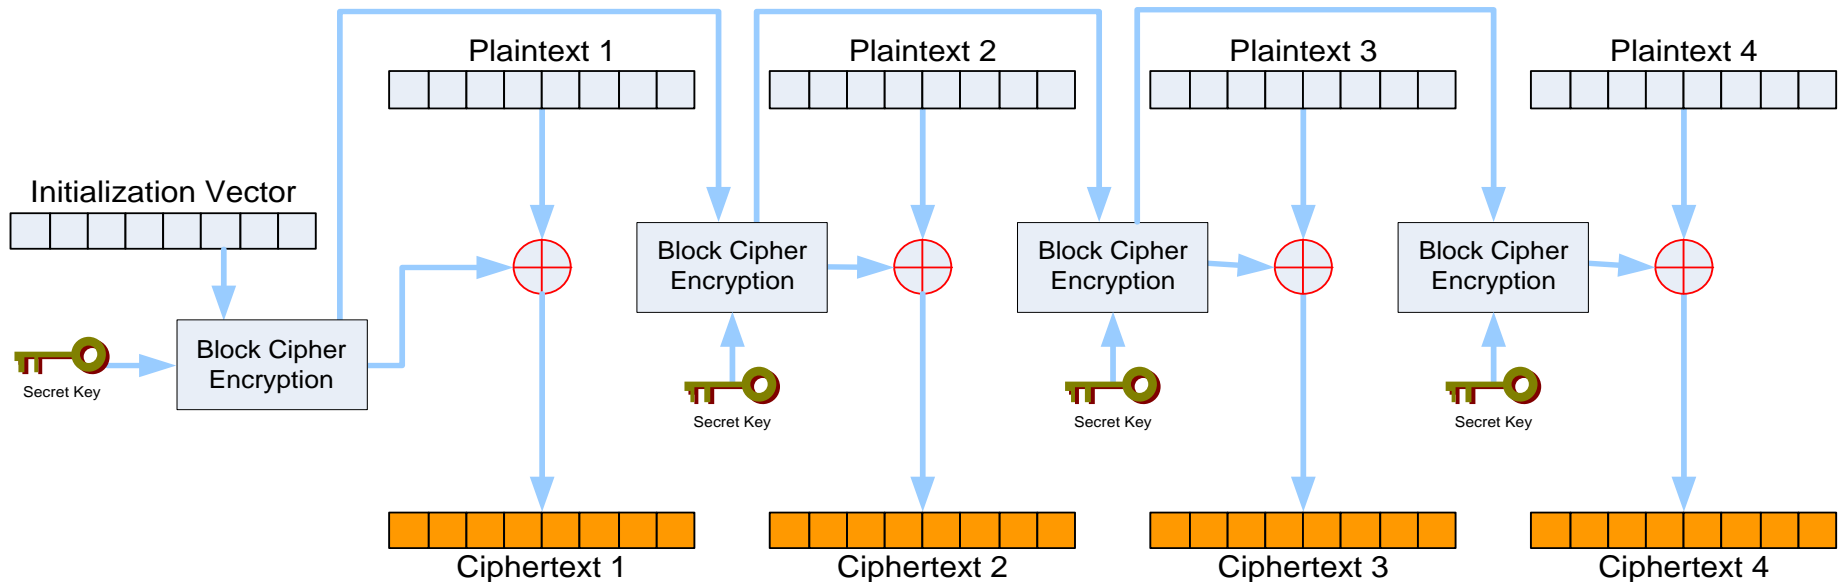 Plaintext 1
Plaintext 2
Plaintext 3
Plaintext 4
Initialization Vector
Block Cipher
Encryption
Block Cipher
Encryption
Block Cipher
Encryption
Block Cipher
Encryption
Secret Key
Secret Key
Secret Key
Secret Key
Ciphertext 1
Ciphertext 2
Ciphertext 3
Ciphertext 4